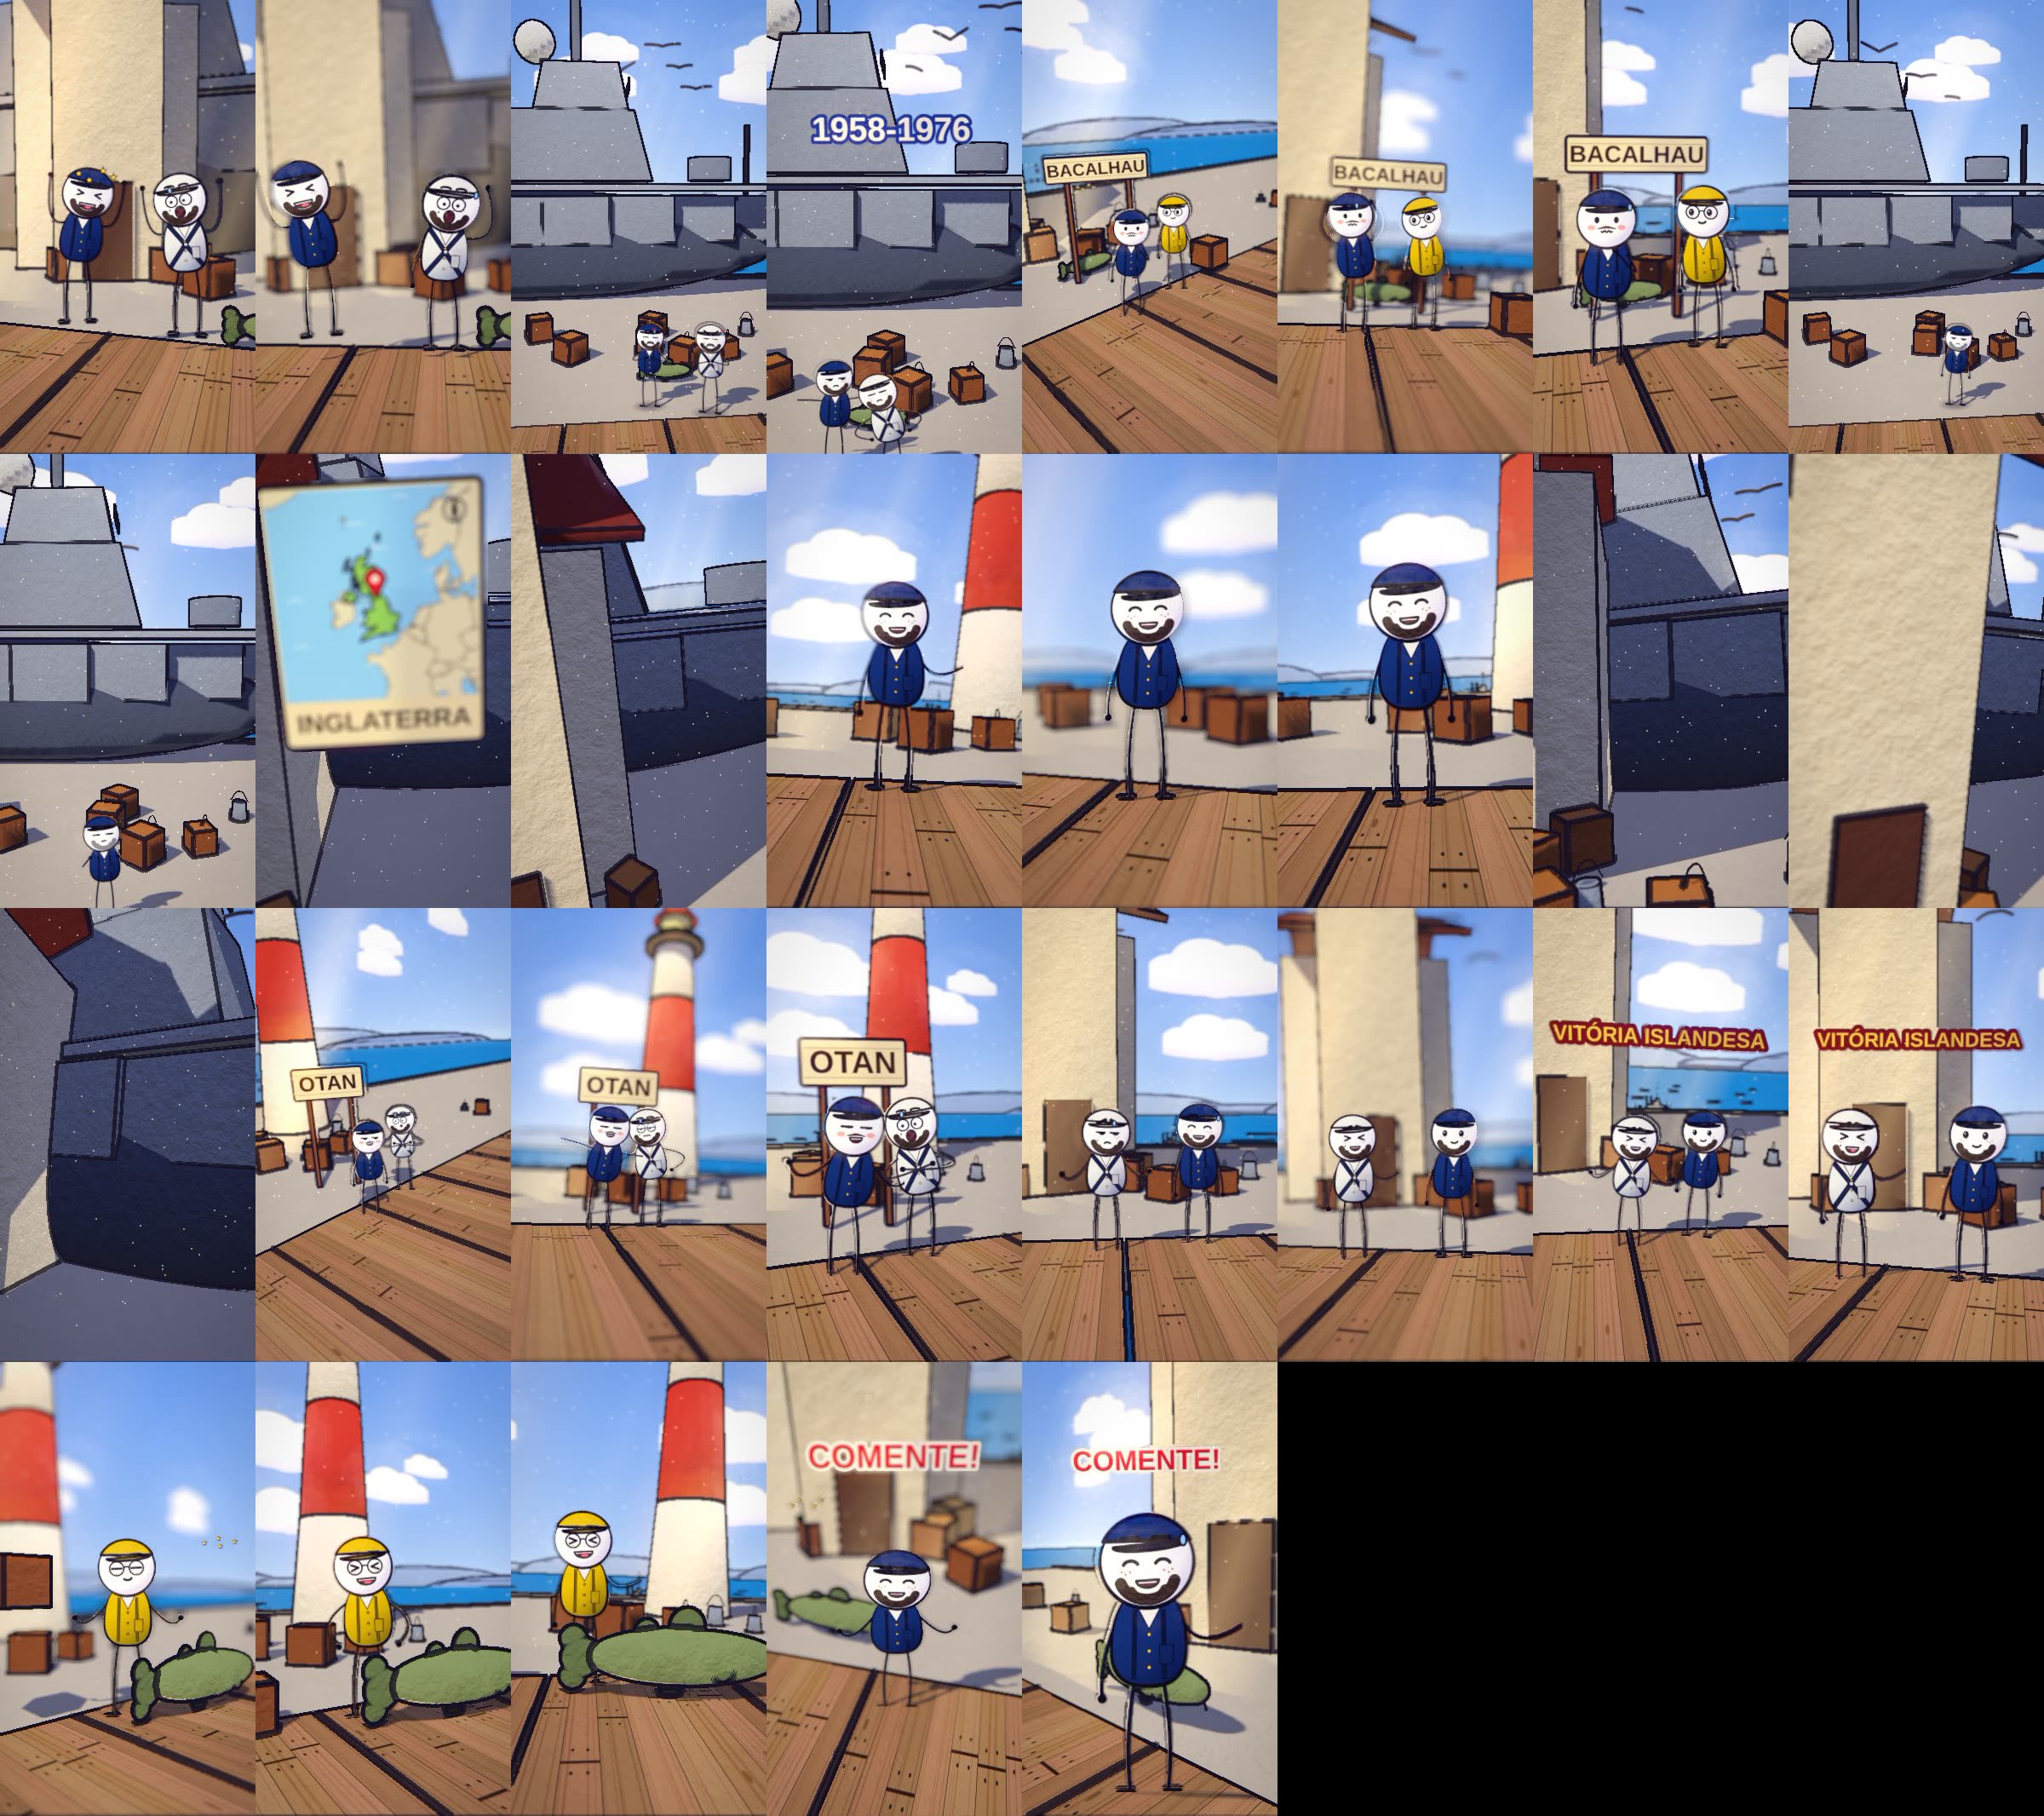 1958-1976
BACALHAU
BACALHAU
BACALHAU
INGLATERRA
OTAN
OTAN
OTAN
VITÓRIA ISLANDESA
VITÓRIA ISLANDESA
COMENTE!
COMENTE!